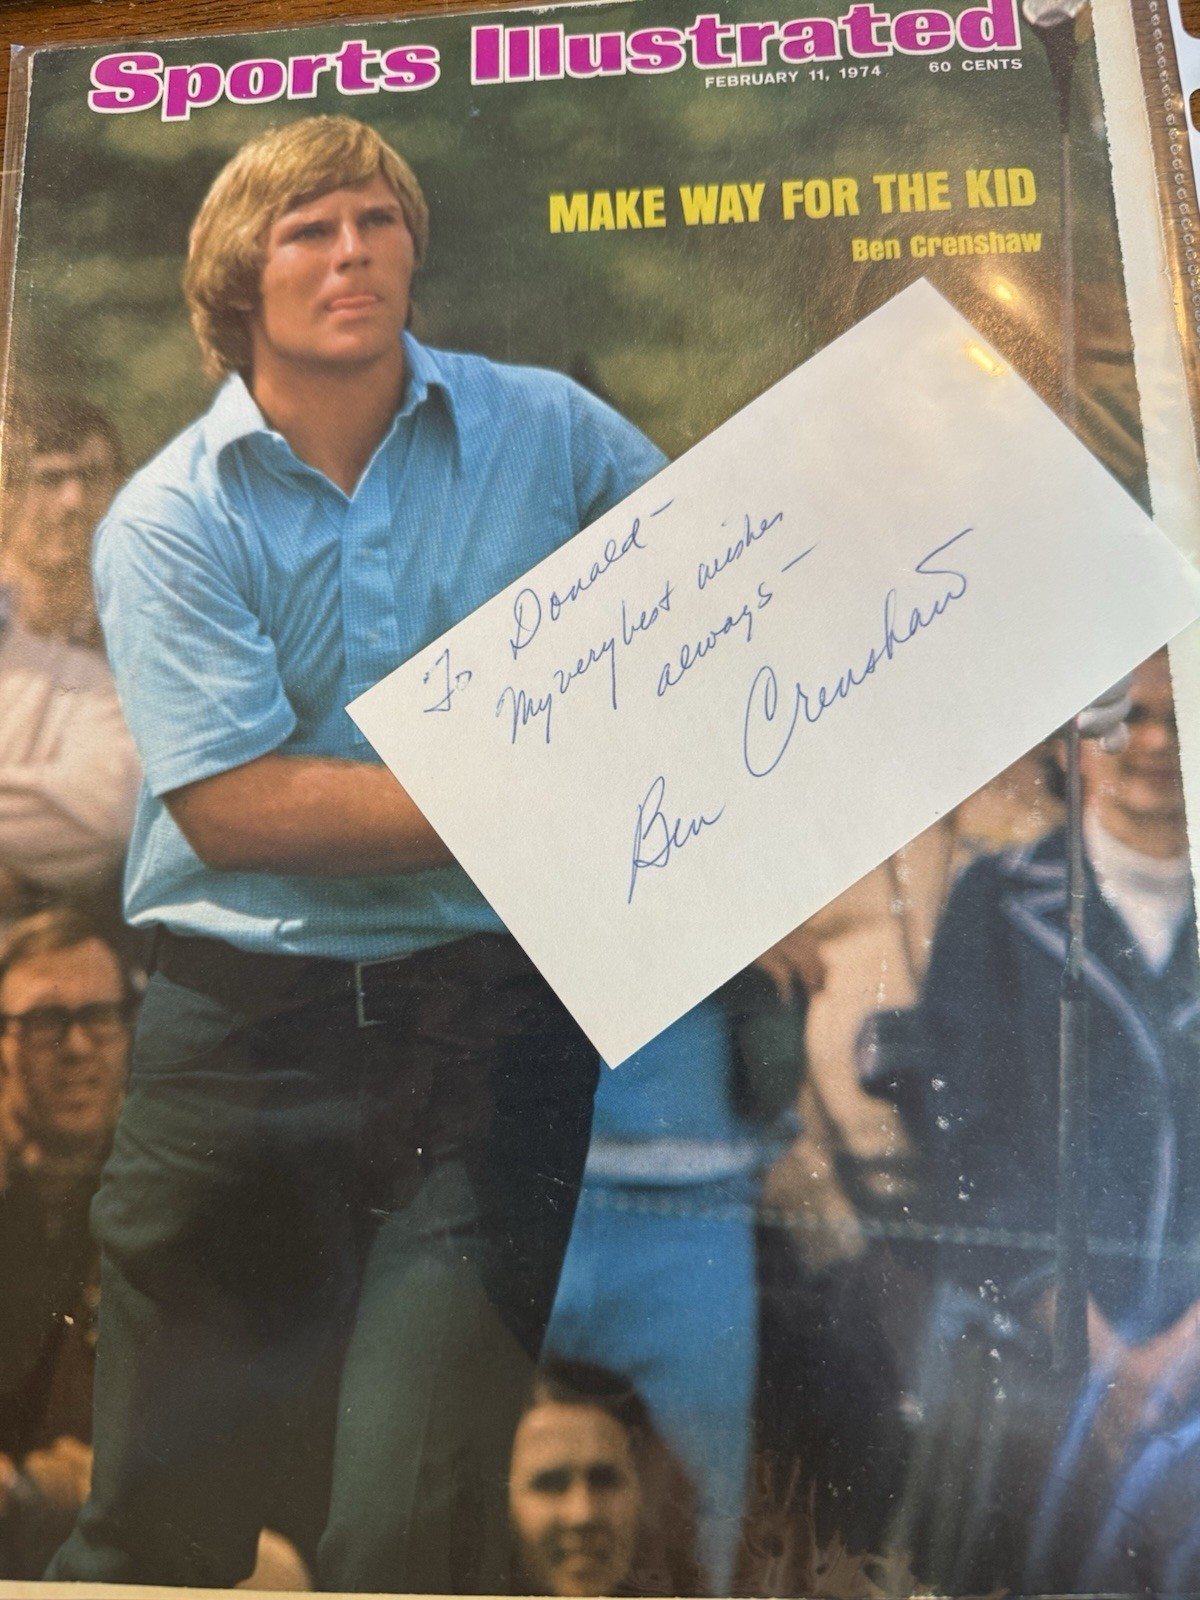 Sports Illustrated
FEBRUARY 11, 1974 60 CENTS
MAKE WAY FOR THE KID
Ben Crenshaw
To Donald-
My very best wishes
always-
Ben Crenshaw